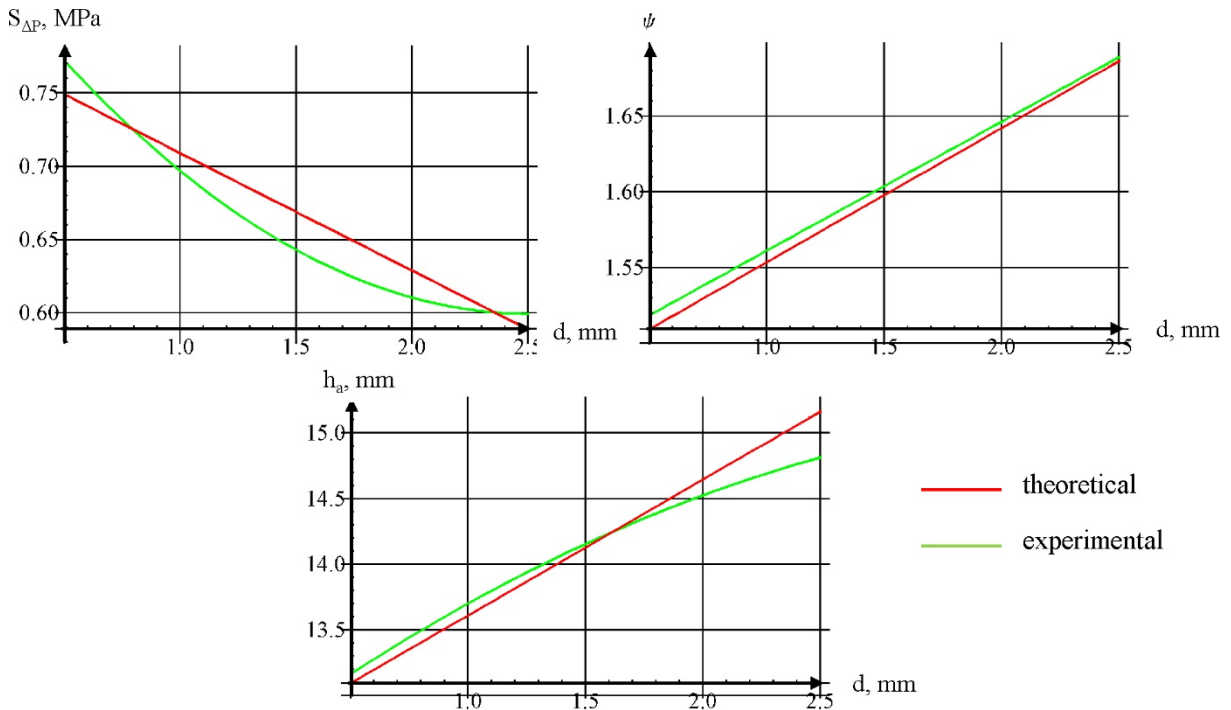 S_ΔP, MPa
0.75
0.70
0.65
0.60
1.0 1.5 2.0 2.5
d, mm
ψ
1.65
1.60
1.55
1.0 1.5 2.0 2.5
d, mm
h_a, mm
15.0
14.5
14.0
13.5
1.0 1.5 2.0 2.5
d, mm
theoretical
experimental